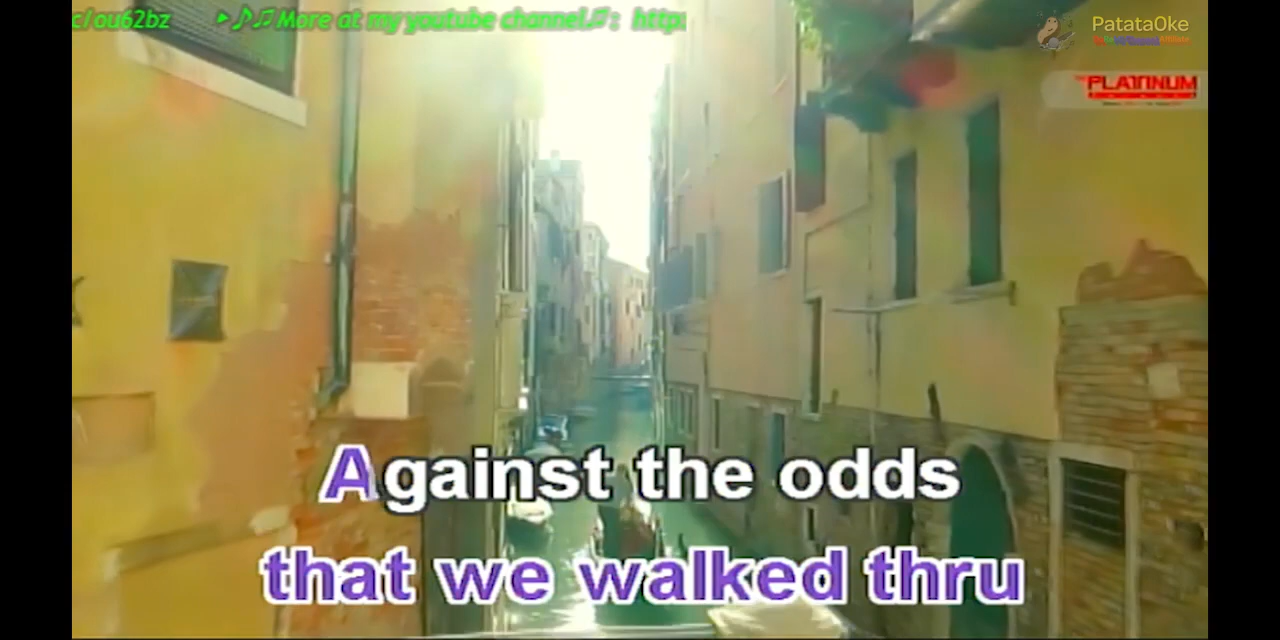 c/ou62bz ►♪♫More at my youtube channel♫: http:
PatataOke
PLATINUM
Against the odds
that we walked thru